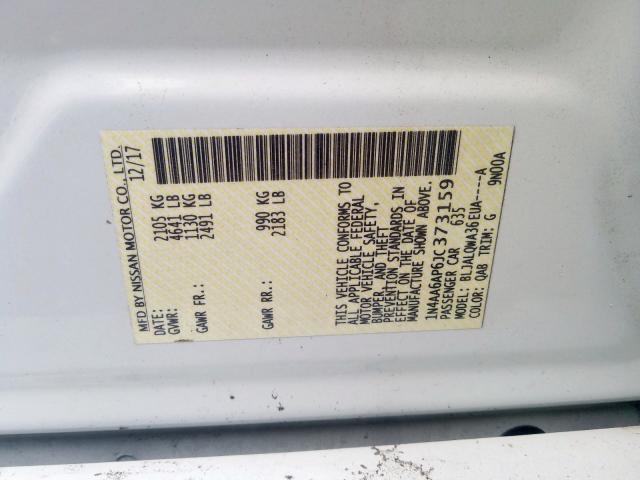 MFD BY NISSAN MOTOR CO., LTD.
DATE: 12/17
GVWR: 2105 KG
4641 LB
GAWR FR.: 1130 KG
2491 LB
GAWR RR.: 990 KG
2183 LB
THIS VEHICLE CONFORMS TO
ALL APPLICABLE FEDERAL
MOTOR VEHICLE SAFETY,
BUMPER, AND THEFT
PREVENTION STANDARDS IN
EFFECT ON THE DATE OF
MANUFACTURE SHOWN ABOVE.
1N4AA6AP6JC373159
PASSENGER CAR 635
MODEL: BLJALQWA36EUA----A
COLOR: QAB TRIM: G 9N00A